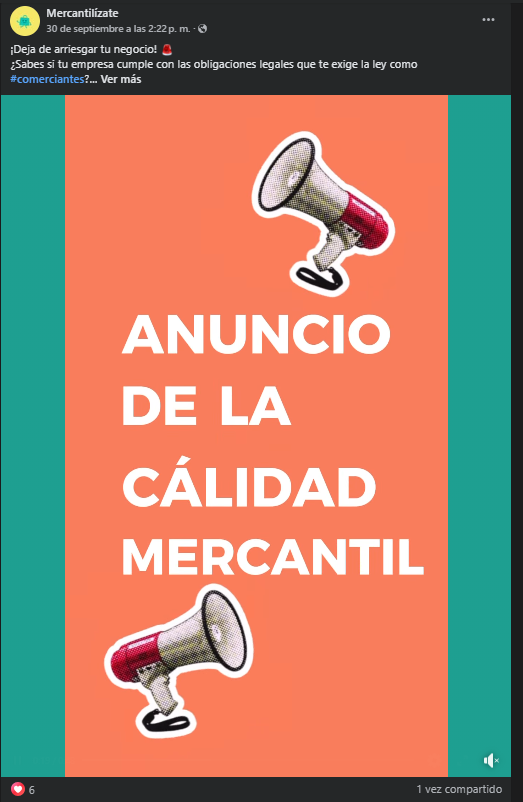 Mercantilízate
30 de septiembre a las 2:22 p. m. ·
¡Deja de arriesgar tu negocio! 🚨
¿Sabes si tu empresa cumple con las obligaciones legales que te exige la ley como
#comerciantes?... Ver más
ANUNCIO
DE LA
CÁLIDAD
MERCANTIL
6
1 vez compartido